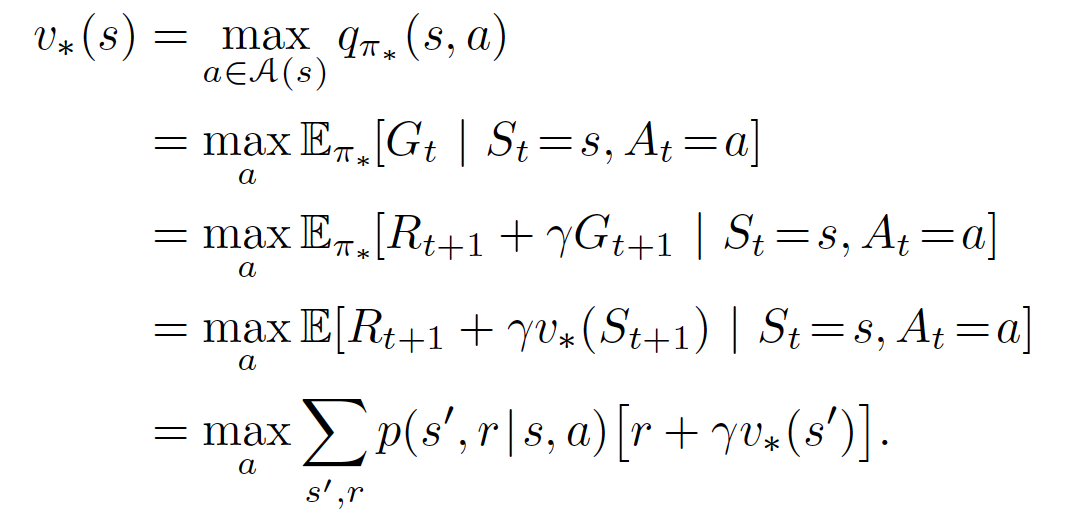 v∗(s) = max_{a∈𝒜(s)} q_{π∗}(s, a)
= max_a 𝔼_{π∗}[G_t | S_t = s, A_t = a]
= max_a 𝔼_{π∗}[R_{t+1} + γG_{t+1} | S_t = s, A_t = a]
= max_a 𝔼[R_{t+1} + γv∗(S_{t+1}) | S_t = s, A_t = a]
= max_a ∑_{s′,r} p(s′, r | s, a)[r + γv∗(s′)].